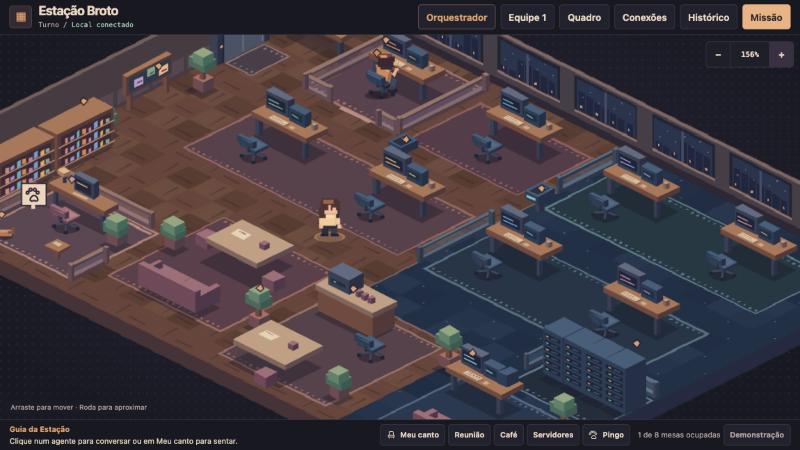 Estação Broto
Turno / Local conectado
Orquestrador
Equipe 1
Quadro
Conexões
Histórico
Missão
− 156% +
Arraste para mover · Roda para aproximar
Guia da Estação
Clique num agente para conversar ou em Meu canto para sentar.
Meu canto
Reunião
Café
Servidores
Pingo
1 de 8 mesas ocupadas
Demonstração